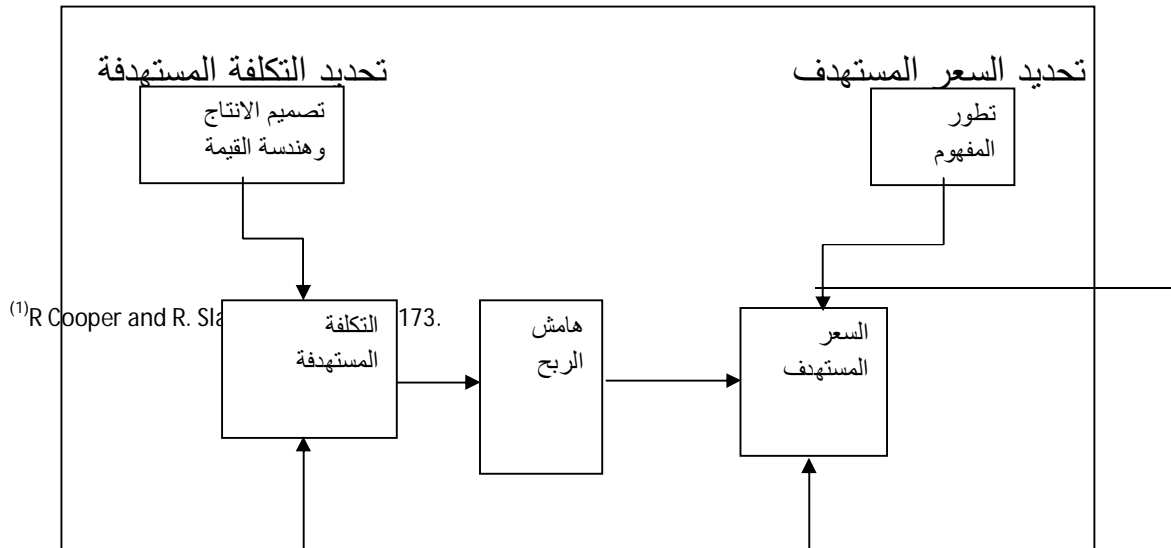 تحديد السعر المستهدف
تحديد التكلفة المستهدفة
تطور
المفهوم
تصميم الانتاج
وهندسة القيمة
السعر
المستهدف
هامش
الربح
التكلفة
المستهدفة
(1)R Cooper and R. 173.